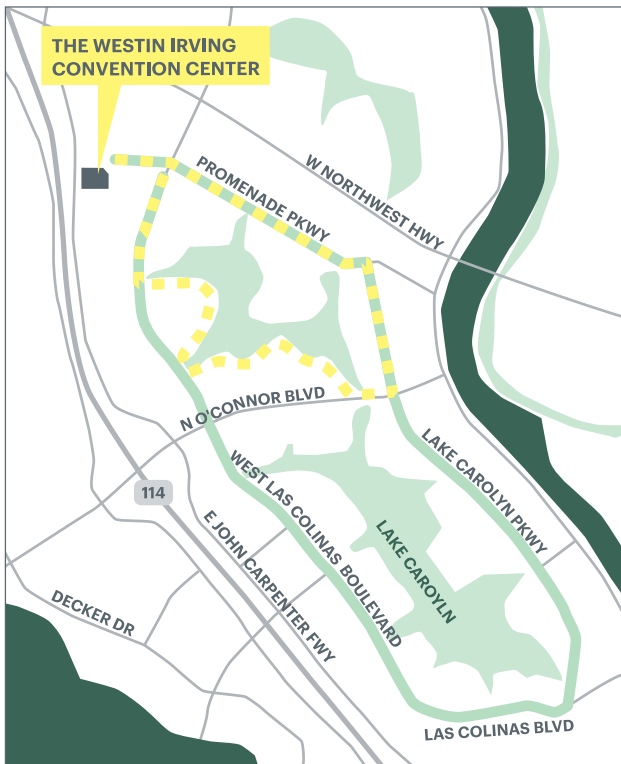 THE WESTIN IRVING
CONVENTION CENTER
PROMENADE PKWY
W NORTHWEST HWY
N O'CONNOR BLVD
LAKE CAROLYN PKWY
WEST LAS COLINAS BOULEVARD
114
E JOHN CARPENTER FWY
LAKE CAROYLN
DECKER DR
LAS COLINAS BLVD